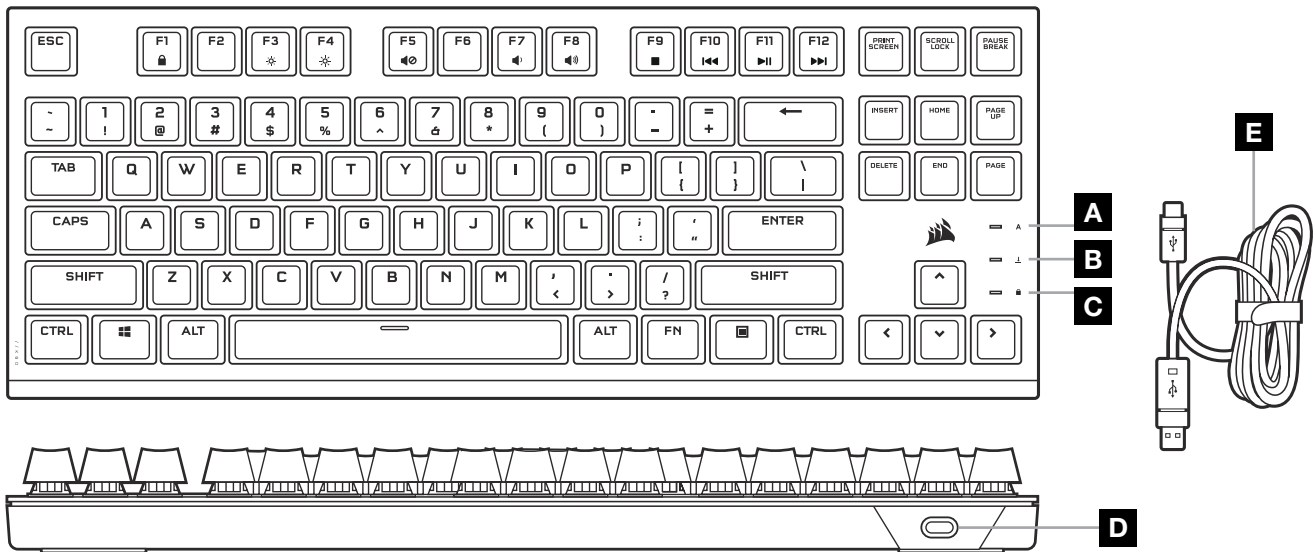 ESC F1 F2 F3 F4 F5 F6 F7 F8 F9 F10 F11 F12 PRINT SCREEN SCROLL LOCK PAUSE BREAK
1 2 3 4 5 6 7 8 9 0 - =
~ ! @ # $ % ^ & * ( ) _ +
INSERT HOME PAGE UP
TAB Q W E R T Y U I O P [ { ] } \ |
DELETE END PAGE
E
CAPS A S D F G H J K L ; : ' " ENTER
A
A
B
SHIFT Z X C V B N M , < . > / ? SHIFT
^
C
CTRL ALT ALT FN CTRL
< >
D